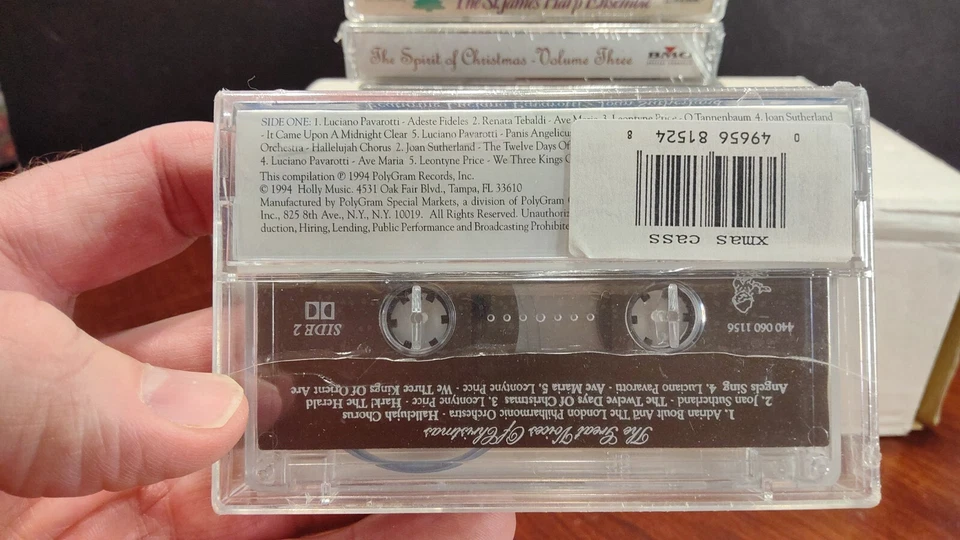 The St. James Harp Ensemble
The Spirit of Christmas - Volume Three
BMG
Featuring Luciano Pavarotti & Joan Sutherland
SIDE ONE: 1. Luciano Pavarotti - Adeste Fideles 2. Renata Tebaldi - Ave Maria 3. Leontyne Price - O Tannenbaum 4. Joan Sutherland
- It Came Upon A Midnight Clear 5. Luciano Pavarotti - Panis Angelicu
Orchestra - Hallelujah Chorus 2. Joan Sutherland - The Twelve Days Of
4. Luciano Pavarotti - Ave Maria 5. Leontyne Price - We Three Kings O
This compilation ℗ 1994 PolyGram Records, Inc.
© 1994 Holly Music. 4531 Oak Fair Blvd., Tampa, FL 33610
Manufactured by PolyGram Special Markets, a division of PolyGram
Inc., 825 8th Ave., N.Y., N.Y. 10019. All Rights Reserved. Unauthoriz
duction, Hiring, Lending, Public Performance and Broadcasting Prohibite
xmas cass
0 49656 81524 8
The Great Voices Of Christmas
1. Adrian Boult And The London Philharmonic Orchestra - Hallelujah Chorus
2. Joan Sutherland - The Twelve Days Of Christmas 3. Leontyne Price - Hark! The Herald
Angels Sing 4. Luciano Pavarotti - Ave Maria 5. Leontyne Price - We Three Kings Of Orient Are
440 060 1156
SIDE 2